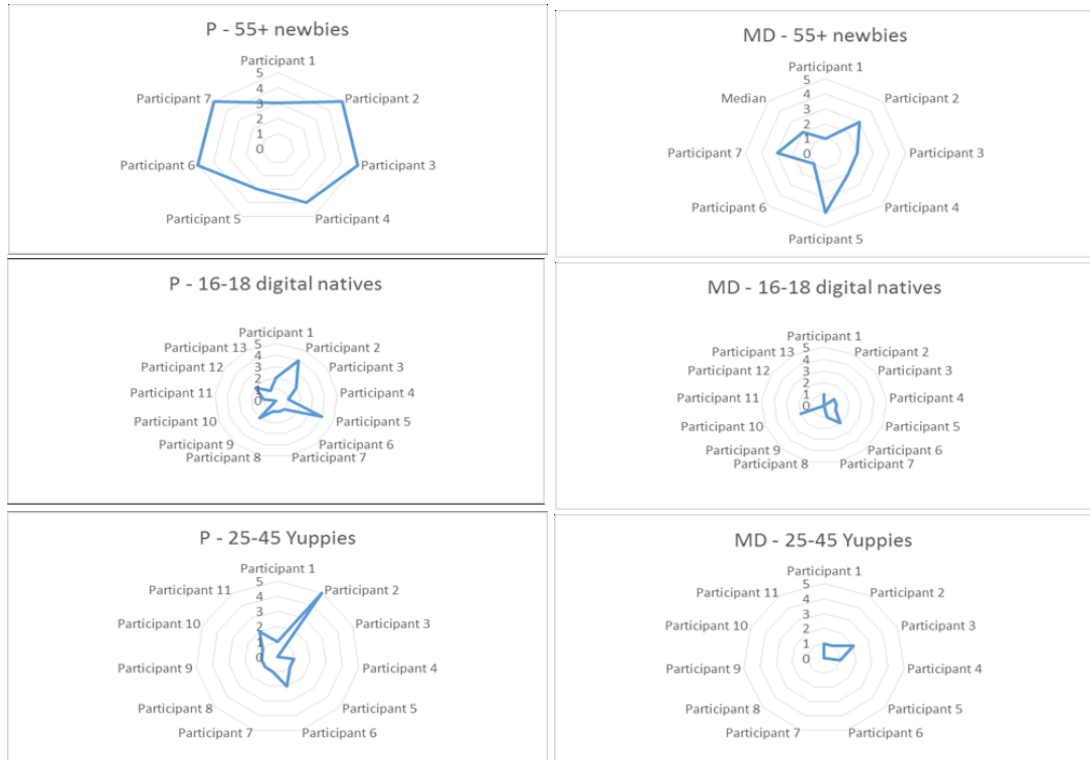 P - 55+ newbies
Participant 1
5
4
3
2
1
0
Participant 2
Participant 3
Participant 4
Participant 5
Participant 6
Participant 7
MD - 55+ newbies
Participant 1
5
4
3
2
1
0
Participant 2
Participant 3
Participant 4
Participant 5
Participant 6
Participant 7
Median
P - 16-18 digital natives
Participant 1
5
4
3
2
1
0
Participant 2
Participant 3
Participant 4
Participant 5
Participant 6
Participant 7
Participant 8
Participant 9
Participant 10
Participant 11
Participant 12
Participant 13
MD - 16-18 digital natives
Participant 1
5
4
3
2
1
0
Participant 2
Participant 3
Participant 4
Participant 5
Participant 6
Participant 7
Participant 8
Participant 9
Participant 10
Participant 11
Participant 12
Participant 13
P - 25-45 Yuppies
Participant 1
5
4
3
2
1
0
Participant 2
Participant 3
Participant 4
Participant 5
Participant 6
Participant 7
Participant 8
Participant 9
Participant 10
Participant 11
MD - 25-45 Yuppies
Participant 1
5
4
3
2
1
0
Participant 2
Participant 3
Participant 4
Participant 5
Participant 6
Participant 7
Participant 8
Participant 9
Participant 10
Participant 11